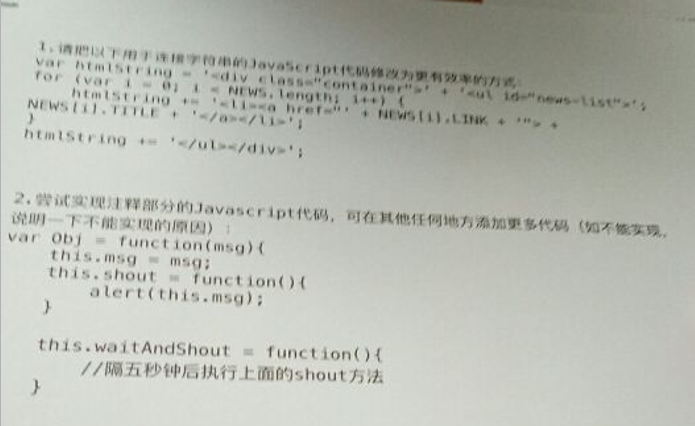 1、请把以下用于连接字符串的JavaScript代码修改为更有效率的方式:
var htmlString = '<div class="container">' + '<ul id="news-list">';
for (var i = 0; i < NEWS.length; i++) {
htmlString += '<li><a href="' + NEWS[i].LINK + '"> +
NEWS[i].TITLE + '</a></li>';
}
htmlString += '</ul></div>';
2、尝试实现注释部分的Javascript代码, 可在其他任何地方添加更多代码 (如不能实现,
说明一下不能实现的原因) :
var Obj = function(msg){
this.msg = msg;
this.shout = function(){
alert(this.msg);
}
this.waitAndShout = function(){
//隔五秒钟后执行上面的shout方法
}